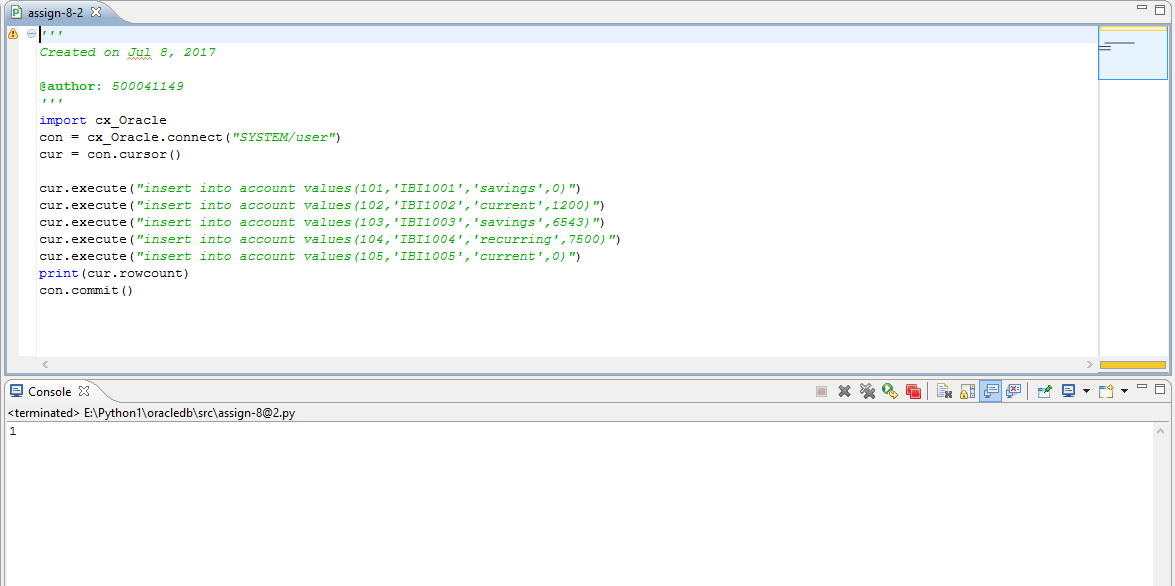 assign-8-2
'''
Created on Jul 8, 2017
@author: 500041149
'''
import cx_Oracle
con = cx_Oracle.connect("SYSTEM/user")
cur = con.cursor()
cur.execute("insert into account values(101,'IBI1001','savings',0)")
cur.execute("insert into account values(102,'IBI1002','current',1200)")
cur.execute("insert into account values(103,'IBI1003','savings',6543)")
cur.execute("insert into account values(104,'IBI1004','recurring',7500)")
cur.execute("insert into account values(105,'IBI1005','current',0)")
print(cur.rowcount)
con.commit()
Console
<terminated> E:\Python1\oracledb\src\assign-8@2.py
1